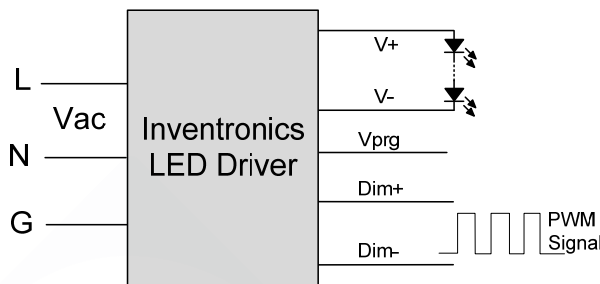 L
Vac
N
G
Inventronics
LED Driver
V+
V-
Vprg
Dim+
Dim-
PWM
Signal